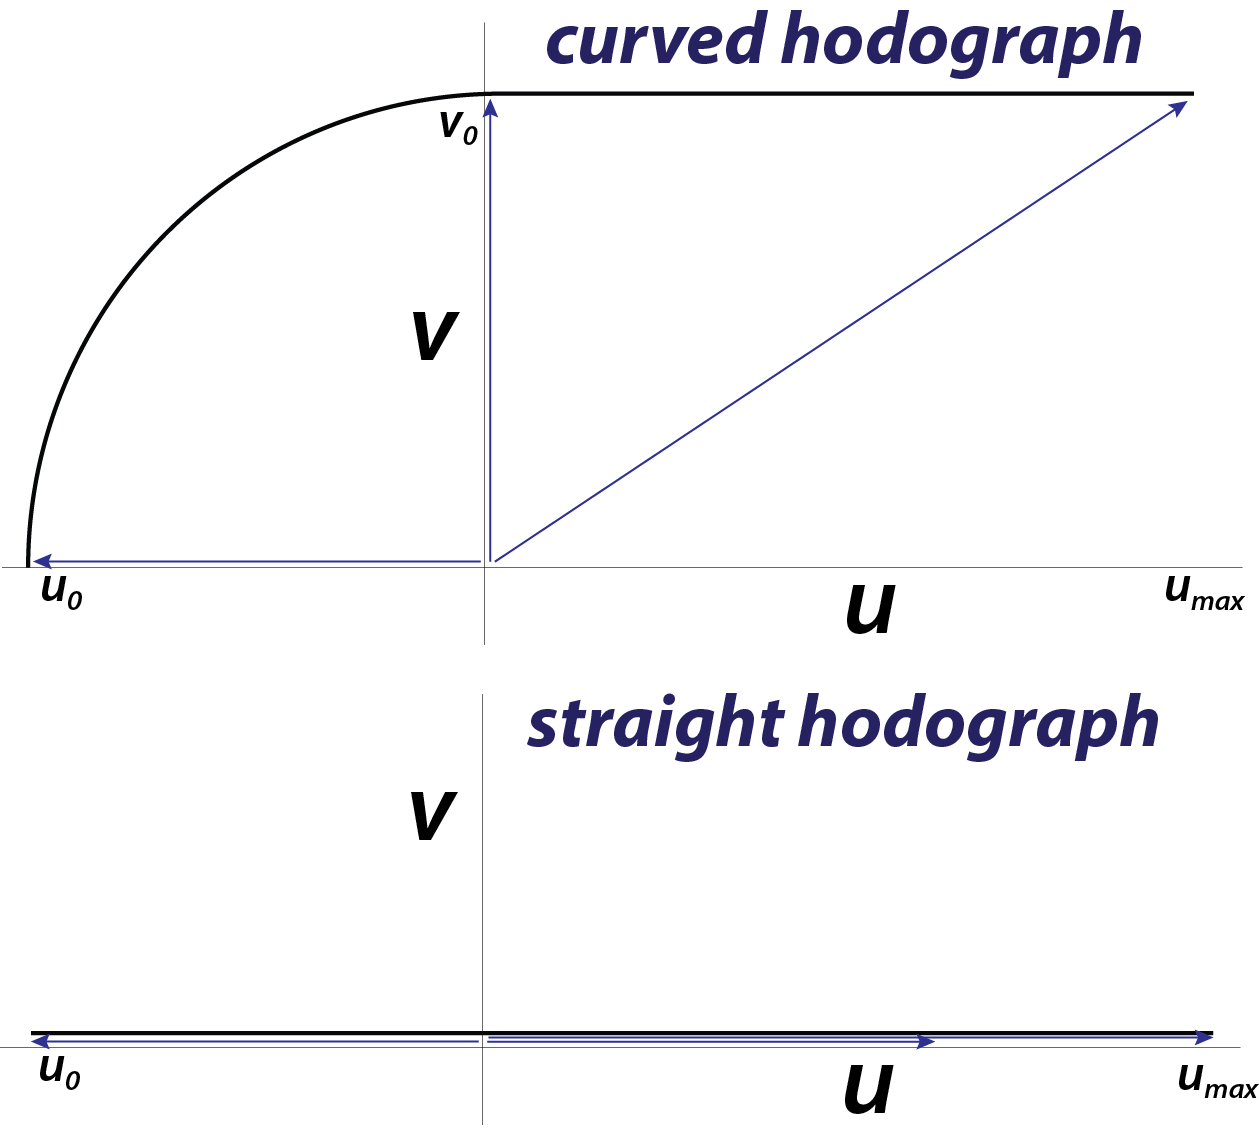 curved hodograph
v₀
v
u₀
u
uₘₐₓ
straight hodograph
v
u₀
u
uₘₐₓ